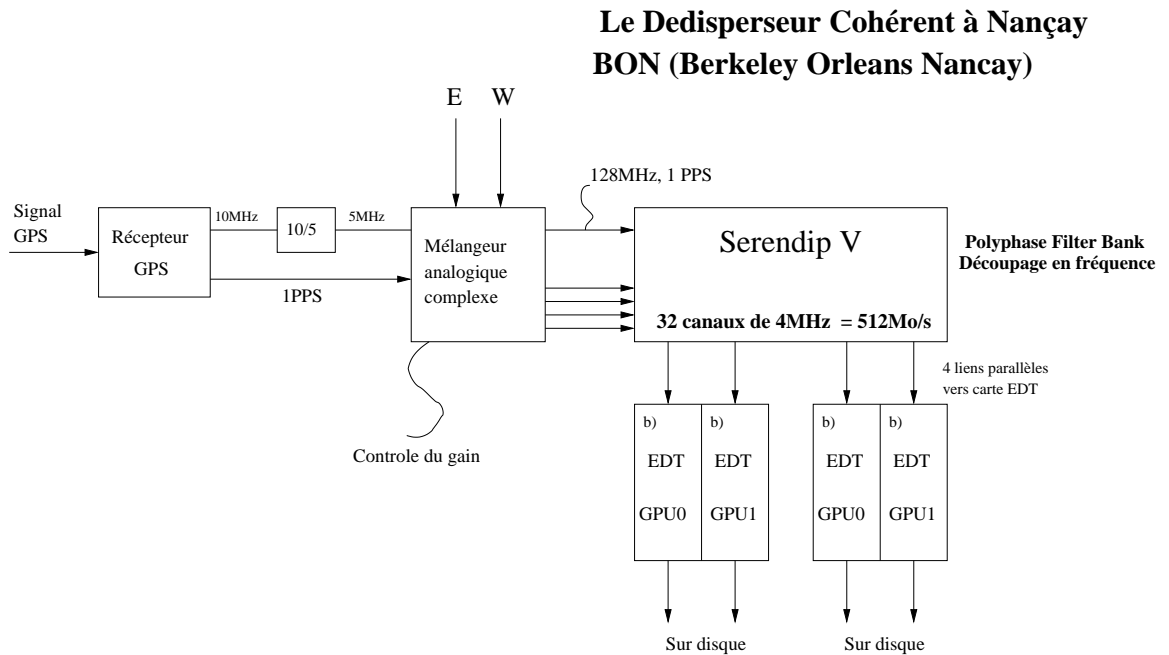 Le Dedisperseur Cohérent à Nançay
BON (Berkeley Orleans Nancay)
E W
128MHz, 1 PPS
Signal
GPS
Récepteur
GPS
10MHz
10/5
5MHz
1PPS
Mélangeur
analogique
complexe
Serendip V
32 canaux de 4MHz = 512Mo/s
Polyphase Filter Bank
Découpage en fréquence
4 liens parallèles
vers carte EDT
Controle du gain
b) b) b) b)
EDT EDT EDT EDT
GPU0 GPU1 GPU0 GPU1
Sur disque Sur disque